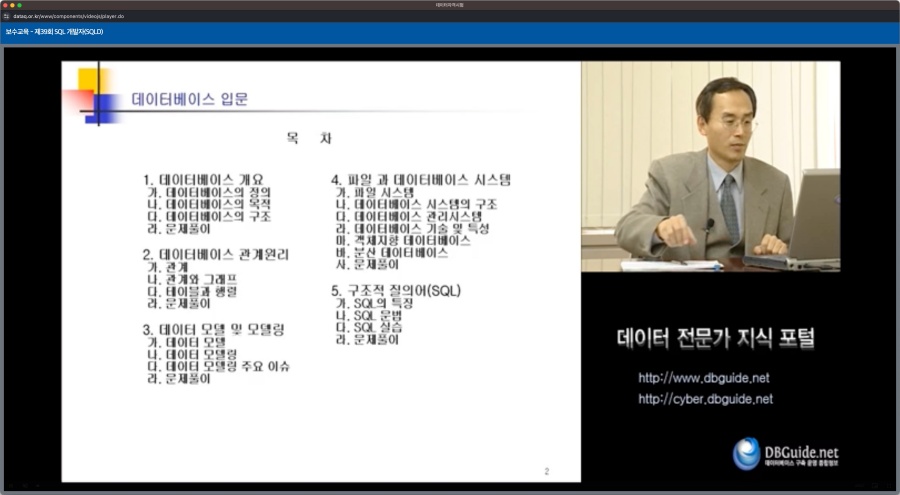 데이터자격시험
dataq.or.kr/www/components/videojs/player.do
보수교육 - 제39회 SQL 개발자(SQLD)
데이터베이스 입문
목 차
1. 데이터베이스 개요
가. 데이터베이스의 정의
나. 데이터베이스의 목적
다. 데이터베이스의 구조
라. 문제풀이
2. 데이터베이스 관계원리
가. 관계
나. 관계와 그래프
다. 테이블과 행렬
라. 문제풀이
3. 데이터 모델 및 모델링
가. 데이터 모델
나. 데이터 모델링
다. 데이터 모델링 주요 이슈
라. 문제풀이
4. 파일 과 데이터베이스 시스템
가. 파일 시스템
나. 데이터베이스 시스템의 구조
다. 데이터베이스 관리시스템
라. 데이터베이스 기술 및 특성
마. 객체지향 데이터베이스
바. 분산 데이터베이스
사. 문제풀이
5. 구조적 질의어(SQL)
가. SQL의 특징
나. SQL 문법
다. SQL 실습
라. 문제풀이
2
데이터 전문가 지식 포털
http://www.dbguide.net
http://cyber.dbguide.net
DBGuide.net
데이터베이스 구축 운영 종합정보